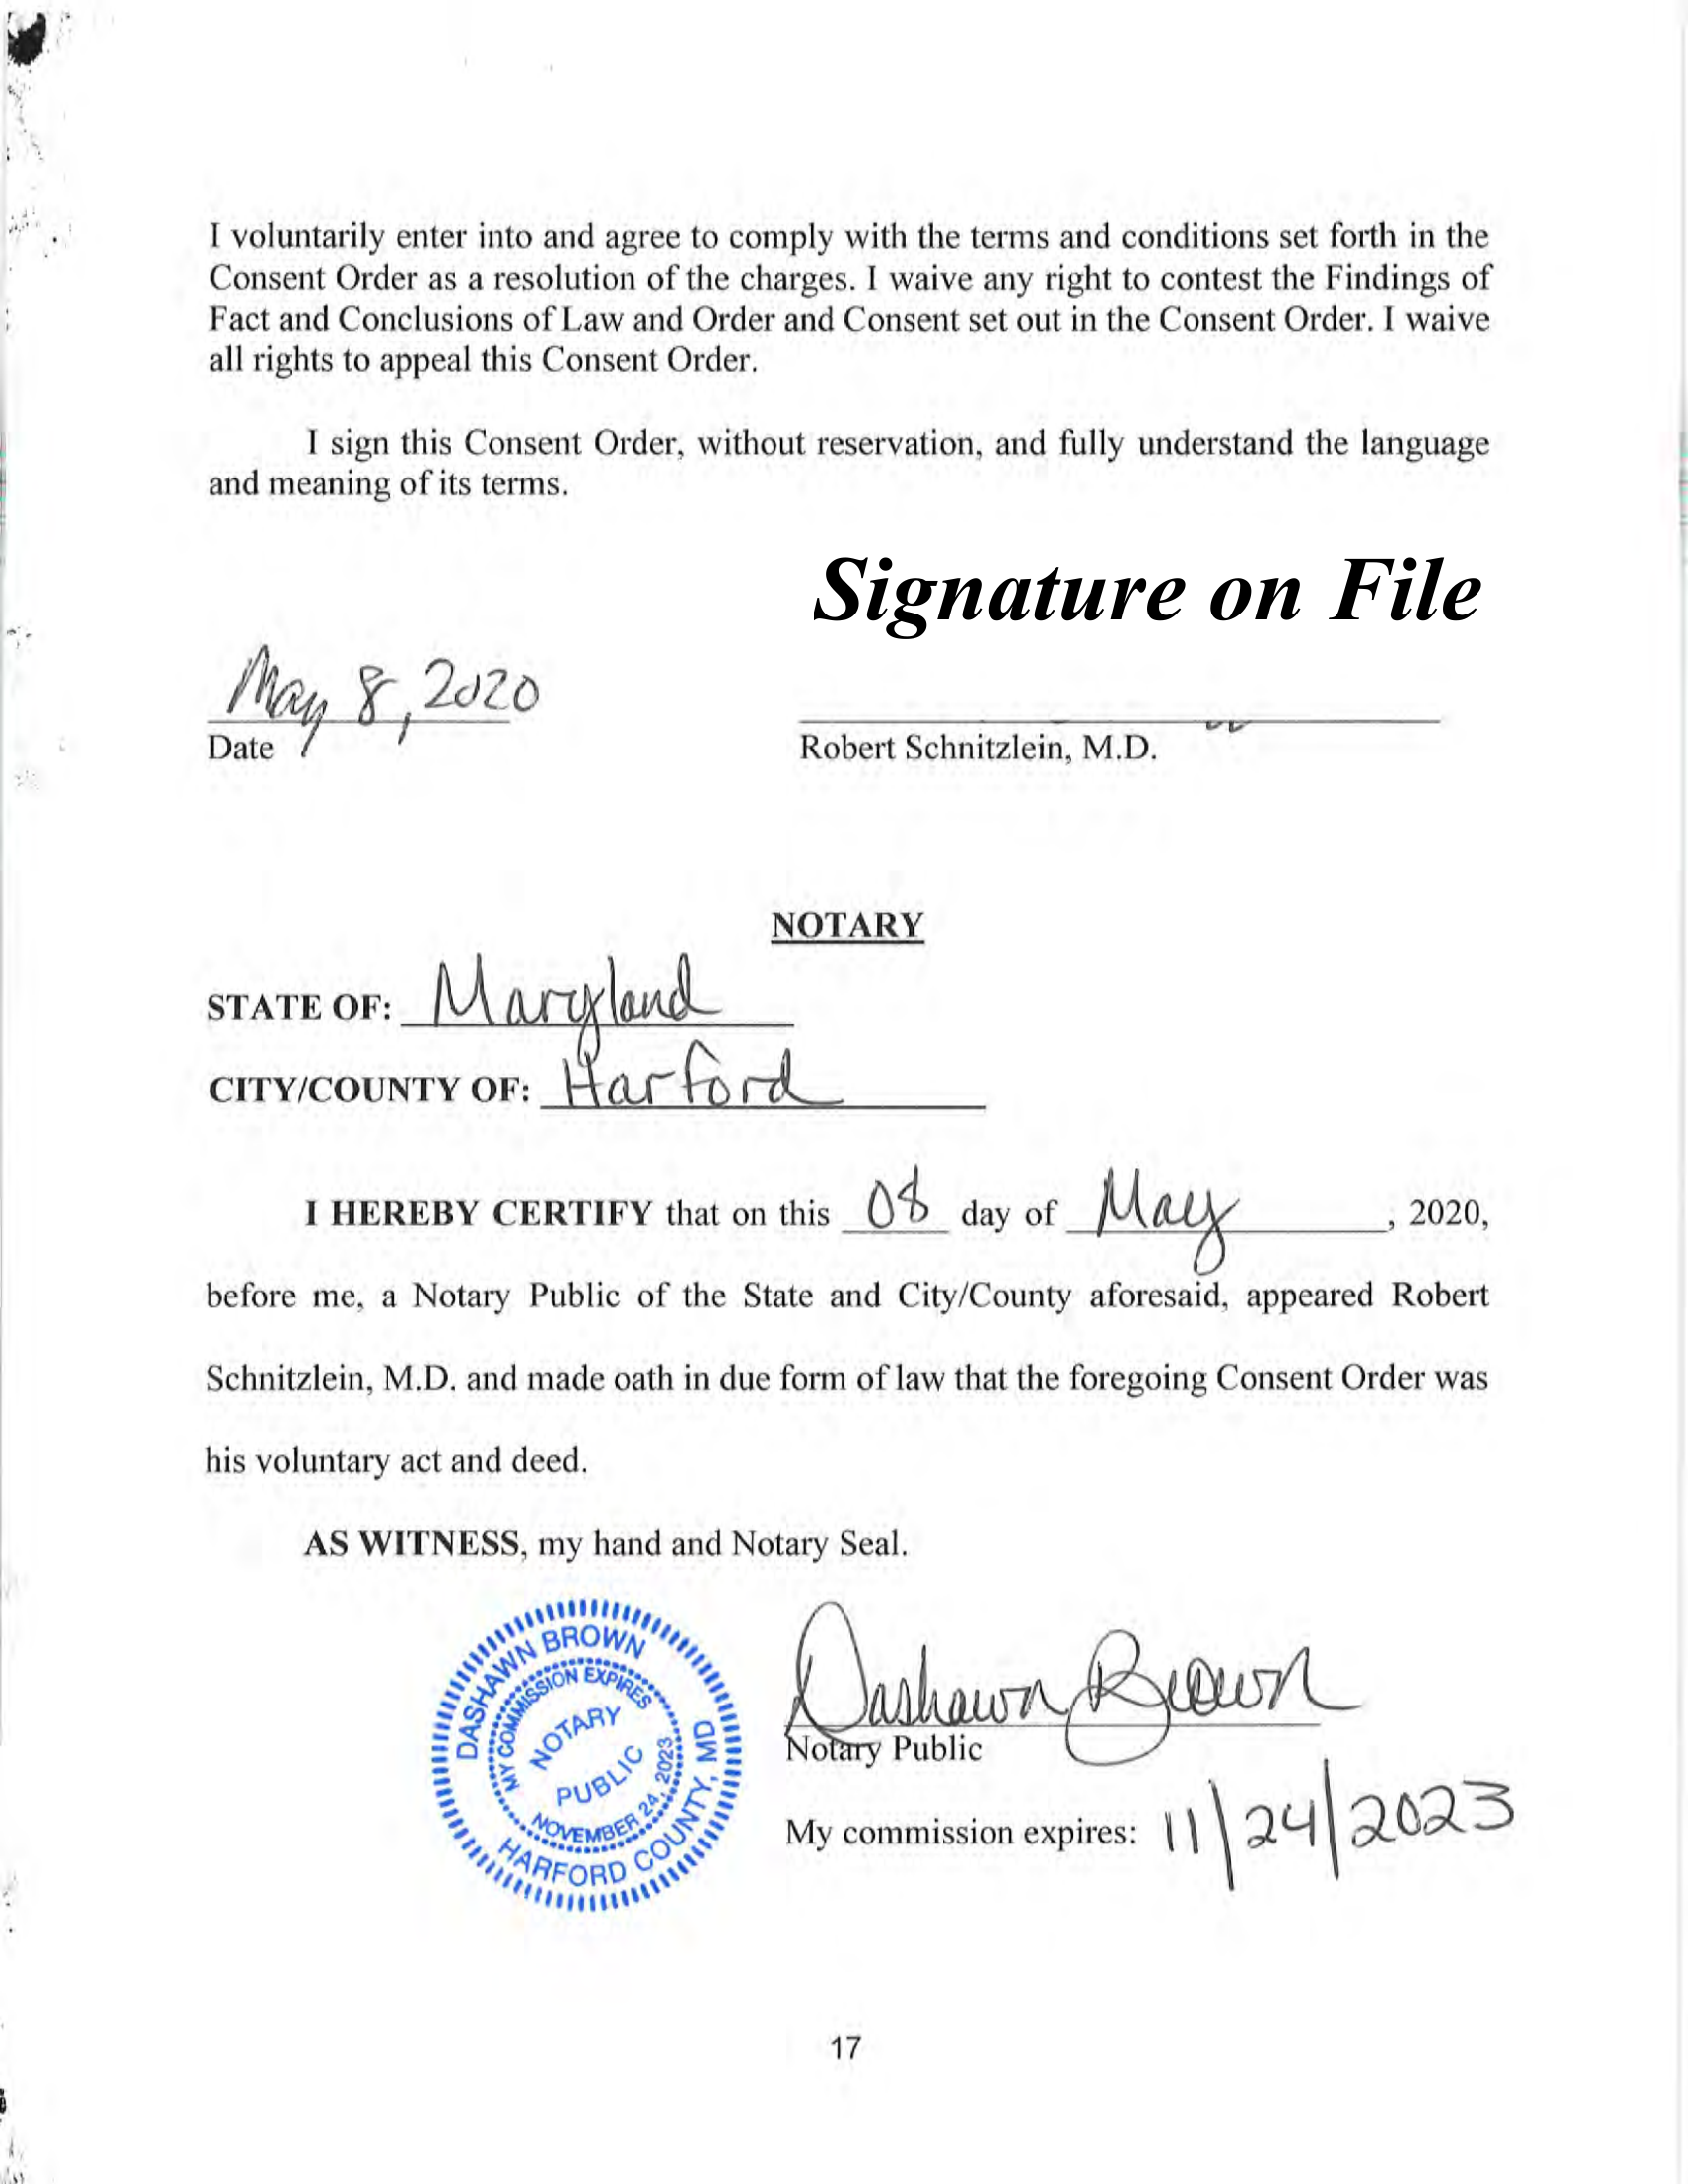 I voluntarily enter into and agree to comply with the terms and conditions set forth in the
Consent Order as a resolution of the charges. I waive any right to contest the Findings of
Fact and Conclusions of Law and Order and Consent set out in the Consent Order. I waive
all rights to appeal this Consent Order.
I sign this Consent Order, without reservation, and fully understand the language
and meaning of its terms.
Signature on File
May 8, 2020
Date
Robert Schnitzlein, M.D.
NOTARY
STATE OF: Maryland
CITY/COUNTY OF: Harford
I HEREBY CERTIFY that on this 08 day of May, 2020,
before me, a Notary Public of the State and City/County aforesaid, appeared Robert
Schnitzlein, M.D. and made oath in due form of law that the foregoing Consent Order was
his voluntary act and deed.
AS WITNESS, my hand and Notary Seal.
DASHAWN BROWN
MY COMMISSION EXPIRES
NOTARY
PUBLIC
NOVEMBER 24, 2023
HARFORD COUNTY, MD
Dashawn Brown
Notary Public
My commission expires: 11/24/2023
17